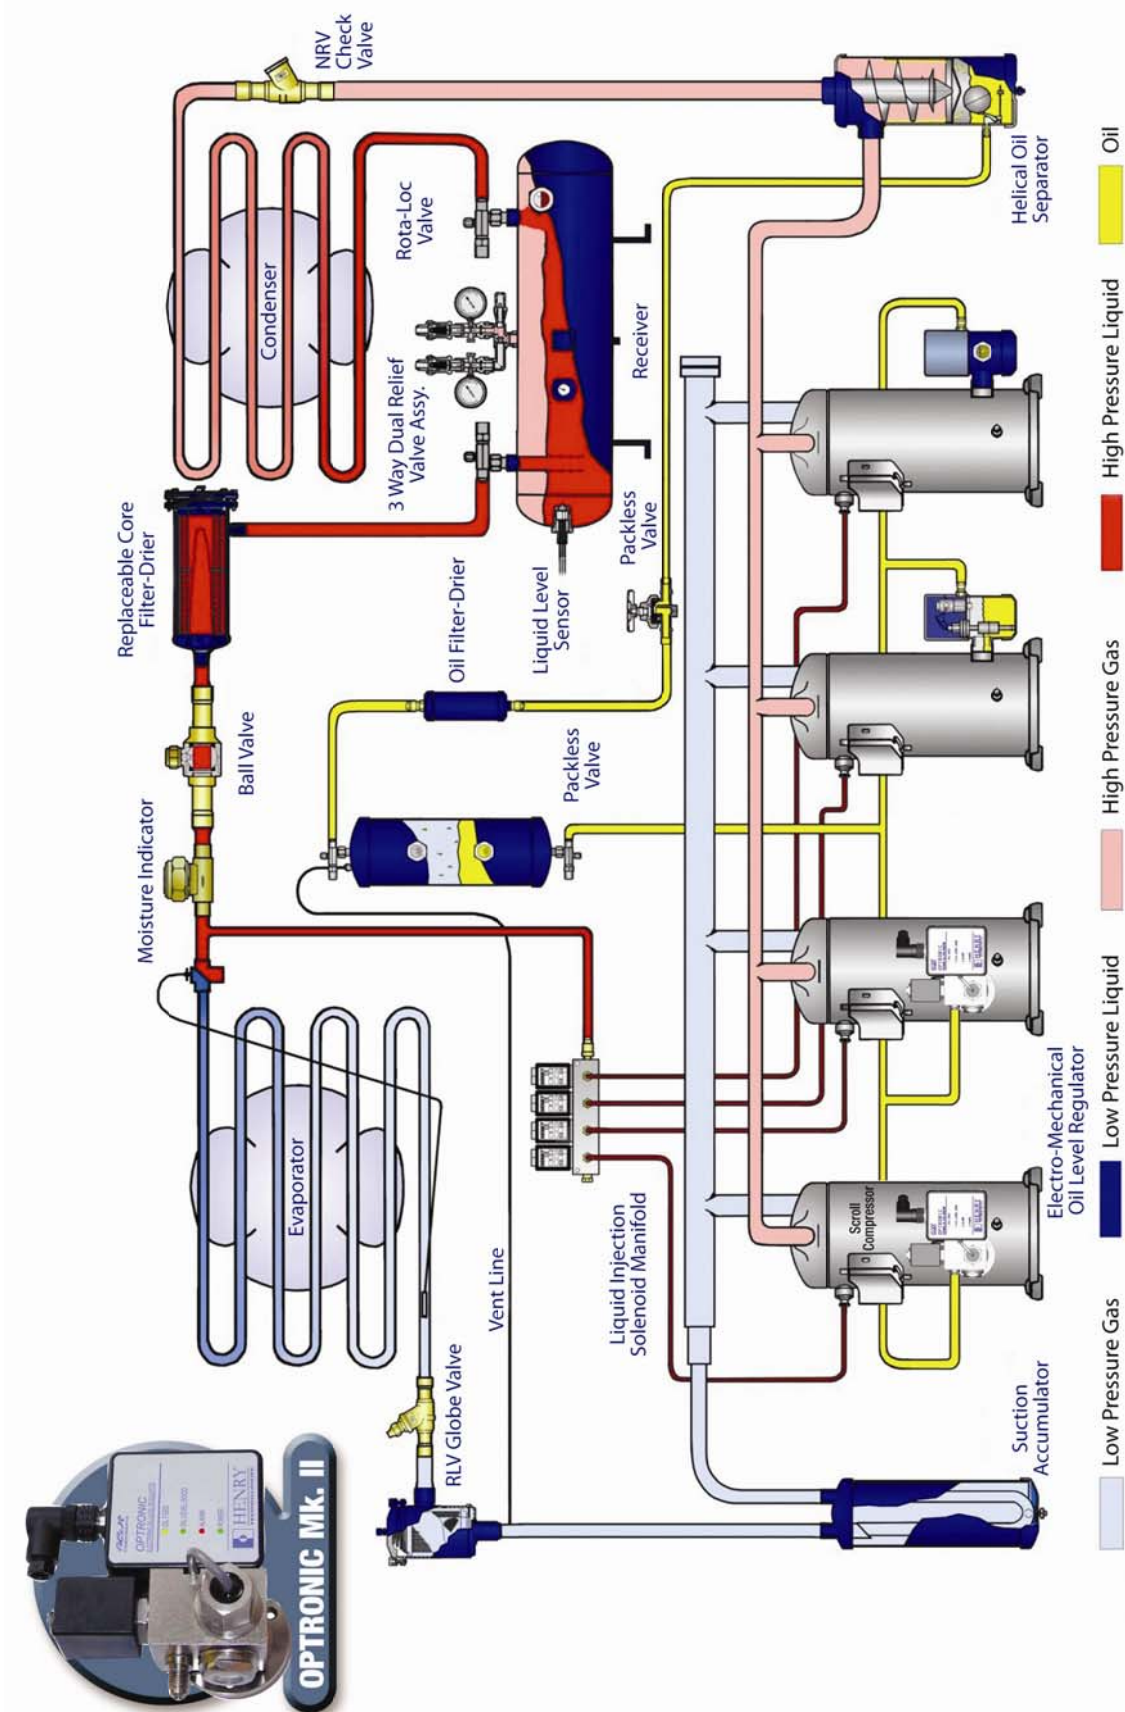 NRV
Check
Valve
Condenser
Rota-Loc
Valve
3 Way Dual Relief
Valve Assy.
Receiver
Helical Oil
Separator
Replaceable Core
Filter-Drier
Oil Filter-Drier
Liquid Level
Sensor
Packless
Valve
Ball Valve
Packless
Valve
Moisture Indicator
Evaporator
Vent Line
Liquid Injection
Solenoid Manifold
Scroll
Compressor
Electro-Mechanical
Oil Level Regulator
RLV Globe Valve
Suction
Accumulator
OPTRONIC
HENRY
OPTRONIC Mk. II
Low Pressure Gas
Low Pressure Liquid
High Pressure Gas
High Pressure Liquid
Oil